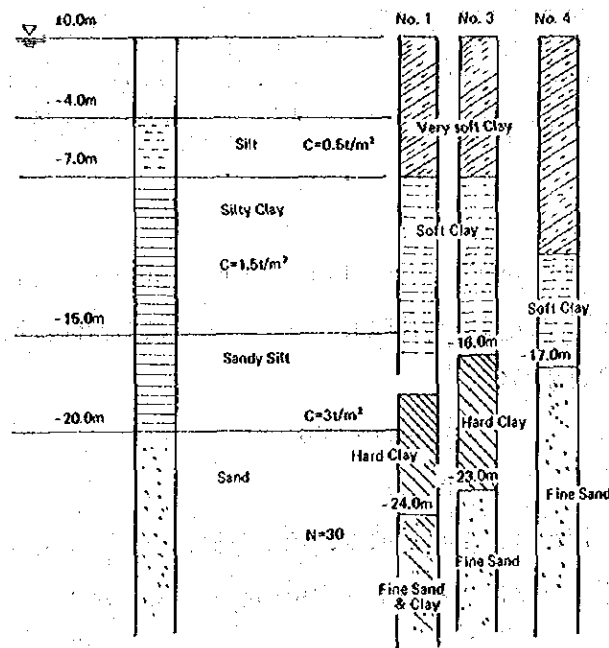 No. 1 No. 3 No. 4
±0.0m
-4.0m
Very soft Clay
Silt C=0.5t/m²
-7.0m
Silty Clay
Soft Clay
C=1.5t/m²
Soft Clay
-15.0m
-16.0m
Sandy Silt
-17.0m
-20.0m
C=3t/m²
Hard Clay
Hard Clay
Sand
-23.0m
Fine Sand
-24.0m
N=30
Fine Sand
Fine Sand
& Clay